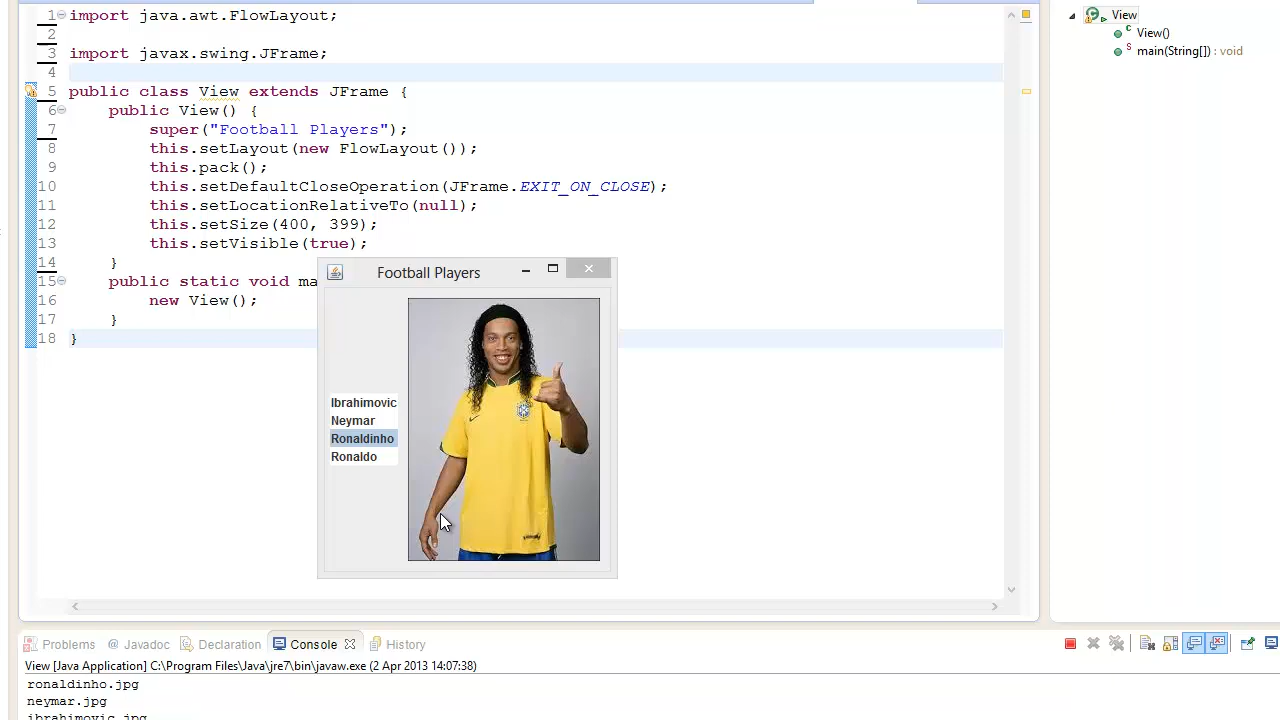 1 import java.awt.FlowLayout;
2
3 import javax.swing.JFrame;
4
5 public class View extends JFrame {
6 public View() {
7 super("Football Players");
8 this.setLayout(new FlowLayout());
9 this.pack();
10 this.setDefaultCloseOperation(JFrame.EXIT_ON_CLOSE);
11 this.setLocationRelativeTo(null);
12 this.setSize(400, 399);
13 this.setVisible(true);
14 }
15 public static void ma
16 new View();
17 }
18 }
View
View()
main(String[]) : void
Football Players
Ibrahimovic
Neymar
Ronaldinho
Ronaldo
Problems @ Javadoc Declaration Console History
View [Java Application] C:\Program Files\Java\jre7\bin\javaw.exe (2 Apr 2013 14:07:38)
ronaldinho.jpg
neymar.jpg
ibrahimovic.jpg